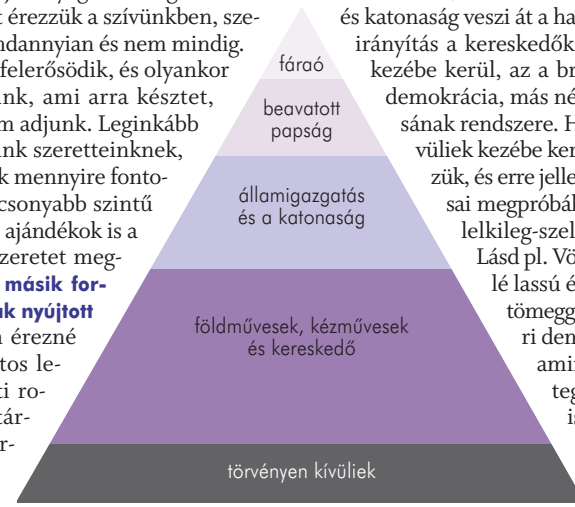 érezzük a szívünkben, sze-
ndannyian és nem mindig.
felerősödik, és olyankor
ami arra késztet,
adjunk. Leginkább
szeretteinknek,
mennyire fonto-
csonyabb szintű
ajándékok is a
zeretet meg-
másik for-
ak nyújtott
érezné
tos le-
ti ro-
tár-
r-
fáraó
beavatott
papság
államigazgatás
és a katonaság
földművesek, kézművesek
és kereskedő
törvényen kívüliek
és katonaság veszi át a ha
irányítás a kereskedők
kezébe kerül, az a br
demokrácia, más né
sának rendszere. H
vüliek kezébe ker
zük, és erre jelle
sai megpróbál
lelkileg-szel
Lásd pl. Vö
lé lassú é
tömegg
ri dem
amin
teg
is